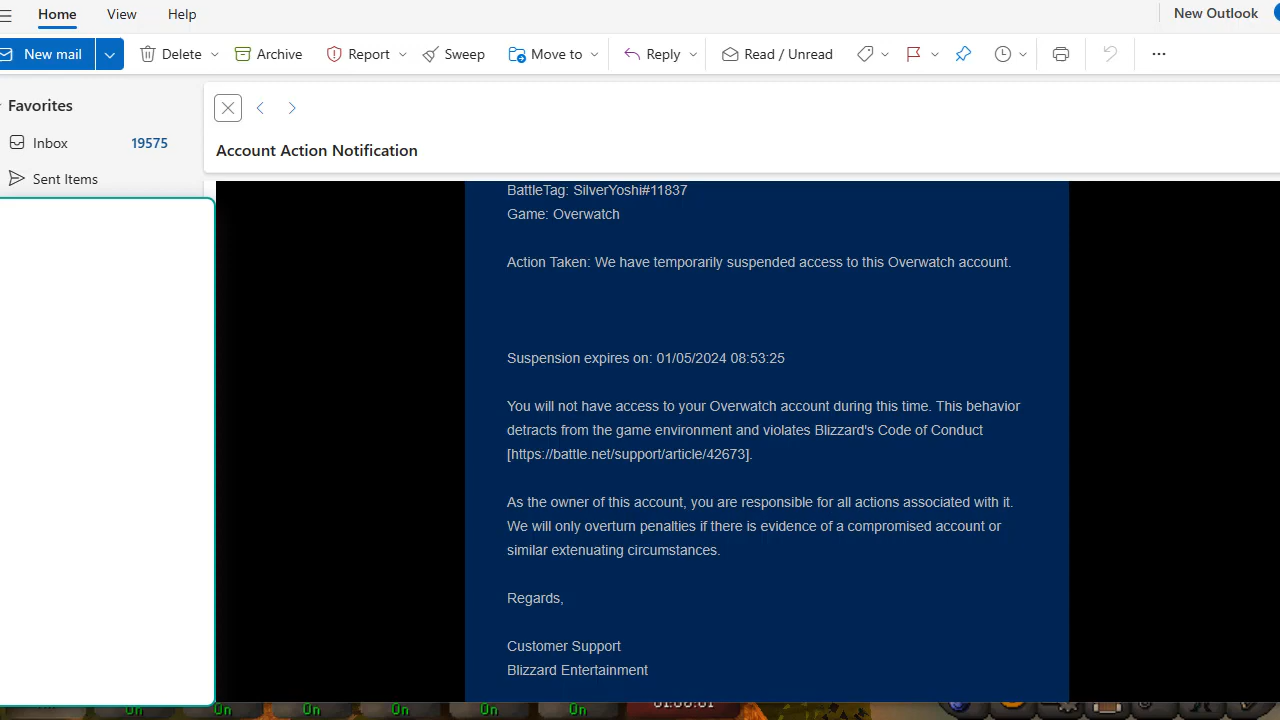 Home View Help New Outlook
New mail Delete Archive Report Sweep Move to Reply Read / Unread
Favorites
Inbox 19575
Sent Items
Account Action Notification
BattleTag: SilverYoshi#11837
Game: Overwatch
Action Taken: We have temporarily suspended access to this Overwatch account.
Suspension expires on: 01/05/2024 08:53:25
You will not have access to your Overwatch account during this time. This behavior
detracts from the game environment and violates Blizzard's Code of Conduct
[https://battle.net/support/article/42673].
As the owner of this account, you are responsible for all actions associated with it.
We will only overturn penalties if there is evidence of a compromised account or
similar extenuating circumstances.
Regards,
Customer Support
Blizzard Entertainment
On On On On On On